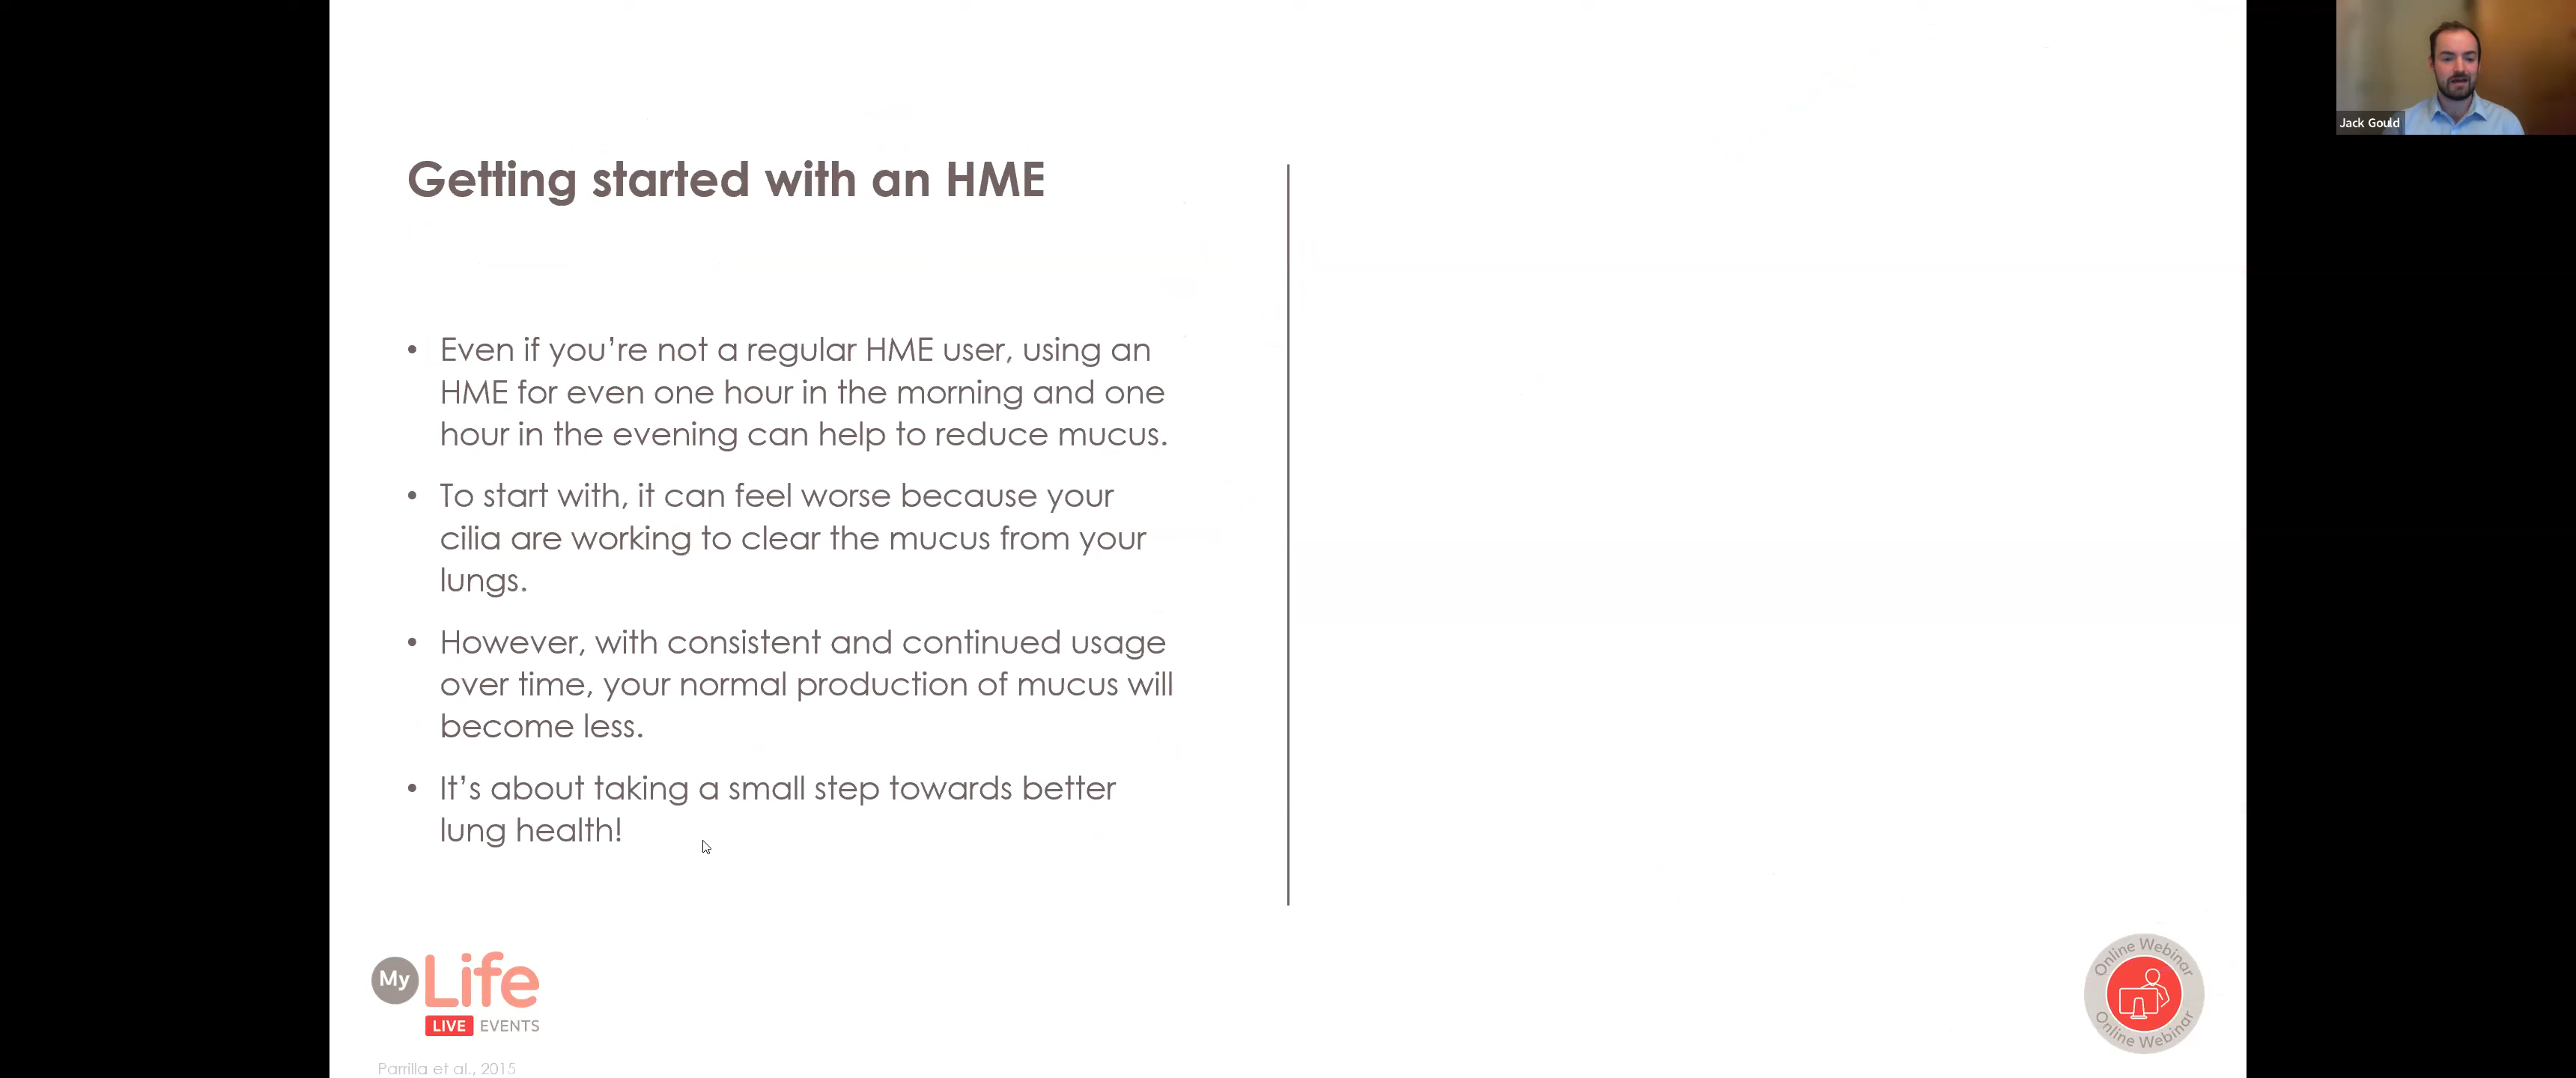 Getting started with an HME
• Even if you’re not a regular HME user, using an
HME for even one hour in the morning and one
hour in the evening can help to reduce mucus.
• To start with, it can feel worse because your
cilia are working to clear the mucus from your
lungs.
• However, with consistent and continued usage
over time, your normal production of mucus will
become less.
• It’s about taking a small step towards better
lung health!
My Life
LIVE EVENTS
Parrilla et al., 2015
Online Webinar
Online Webinar
Jack Gould